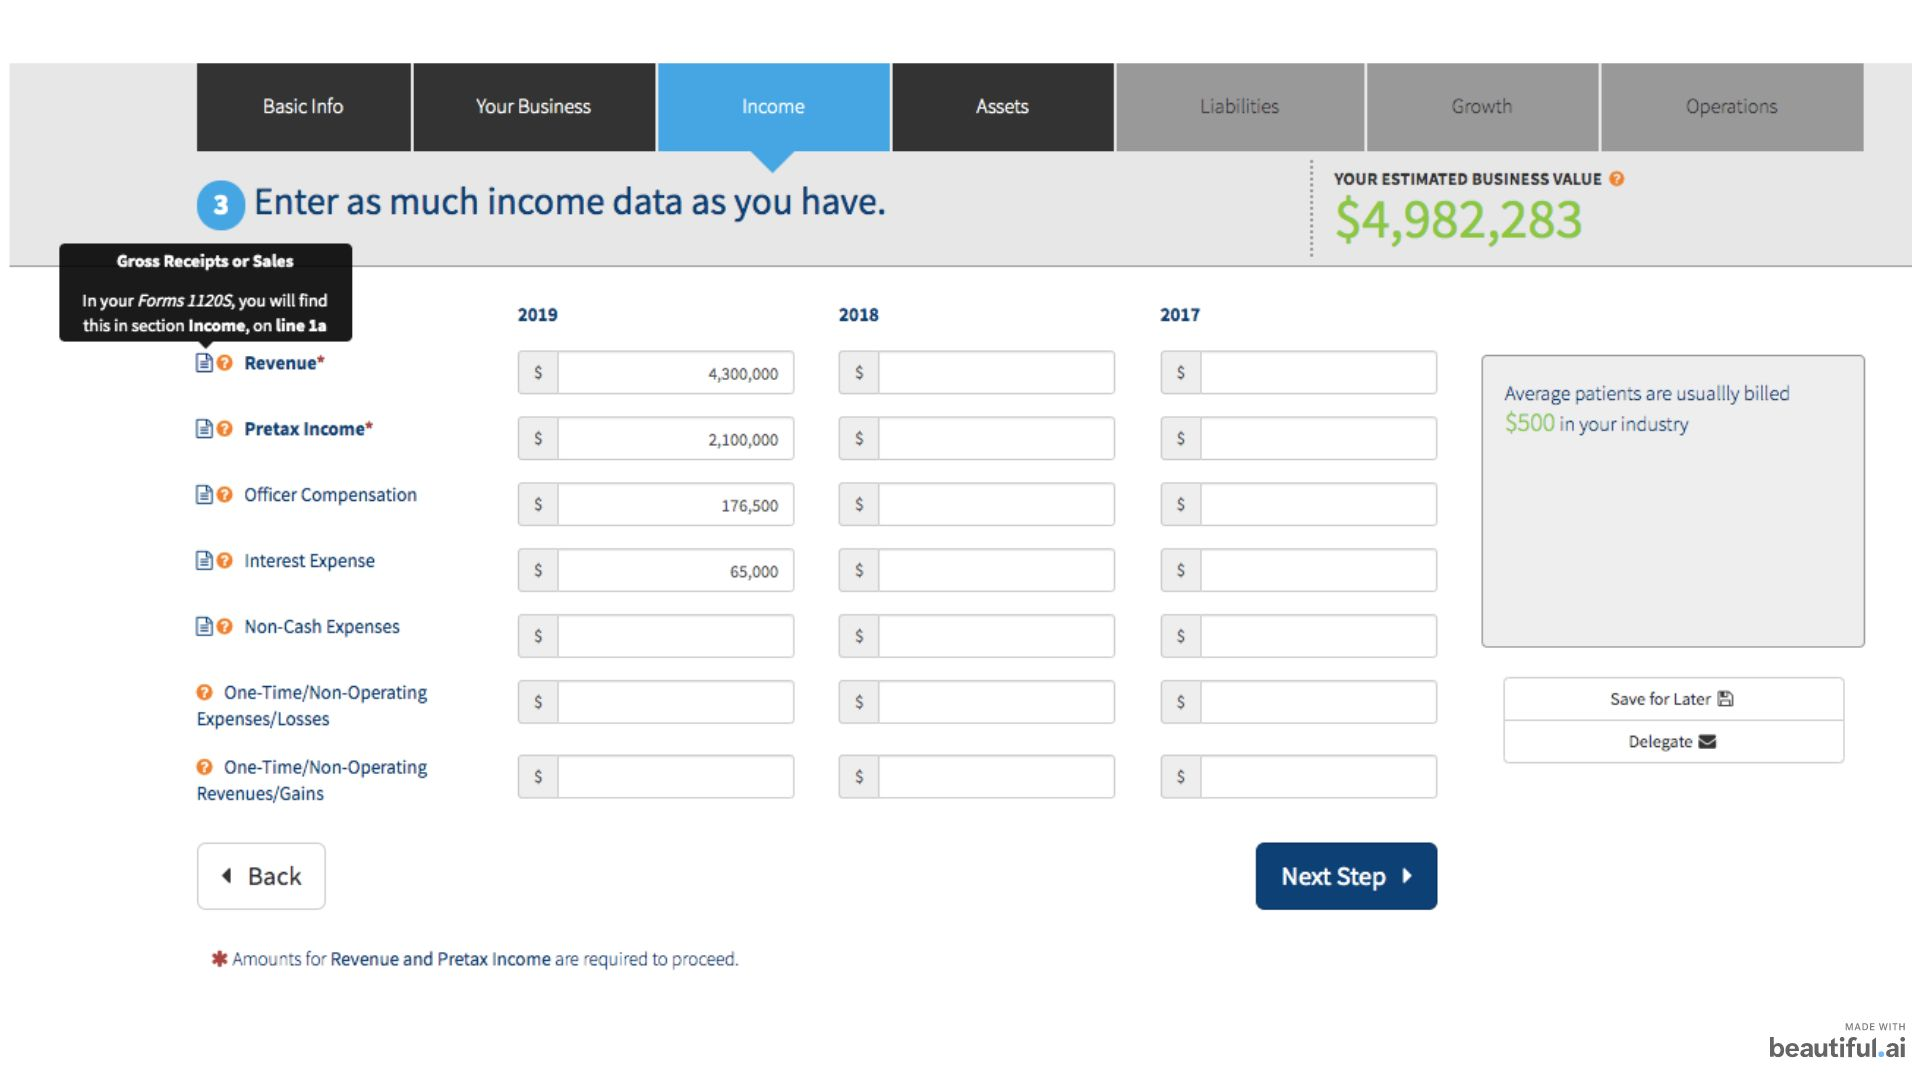 Basic Info
Your Business
Income
Assets
Liabilities
Growth
Operations
3 Enter as much income data as you have.
YOUR ESTIMATED BUSINESS VALUE ?
$4,982,283
Gross Receipts or Sales
In your Forms 1120S, you will find
this in section Income, on line 1a
2019 2018 2017
? Revenue* $ 4,300,000 $ $
? Pretax Income* $ 2,100,000 $ $
? Officer Compensation $ 176,500 $ $
? Interest Expense $ 65,000 $ $
? Non-Cash Expenses $ $ $
? One-Time/Non-Operating
Expenses/Losses $ $ $
? One-Time/Non-Operating
Revenues/Gains $ $ $
Average patients are usuallly billed
$500 in your industry
Save for Later
Delegate
Back
Next Step
* Amounts for Revenue and Pretax Income are required to proceed.
MADE WITH
beautiful.ai